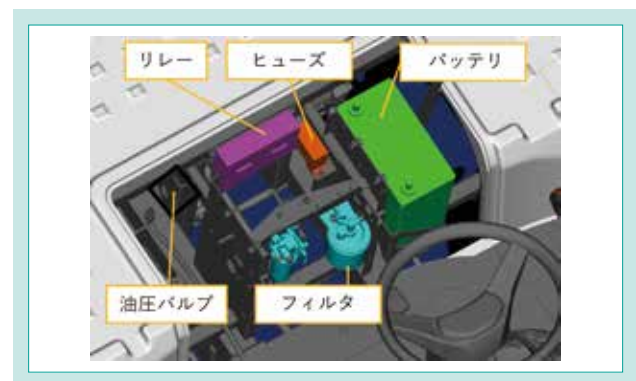 リレー
ヒューズ
バッテリ
油圧バルブ
フィルタ